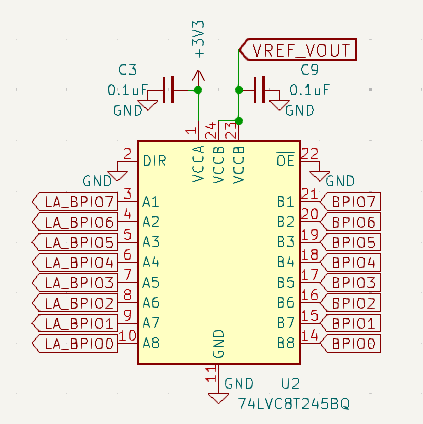 +3V3
VREF_VOUT
C3
0.1uF
GND
C9
0.1uF
GND
1
24
23
VCCA
VCCB
VCCB
2
DIR
GND
OE
22
GND
LA_BPIO7
3
A1
B1
21
BPIO7
LA_BPIO6
4
A2
B2
20
BPIO6
LA_BPIO5
5
A3
B3
19
BPIO5
LA_BPIO4
6
A4
B4
18
BPIO4
LA_BPIO3
7
A5
B5
17
BPIO3
LA_BPIO2
8
A6
B6
16
BPIO2
LA_BPIO1
9
A7
B7
15
BPIO1
LA_BPIO0
10
A8
B8
14
BPIO0
GND
11
GND
U2
74LVC8T245BQ